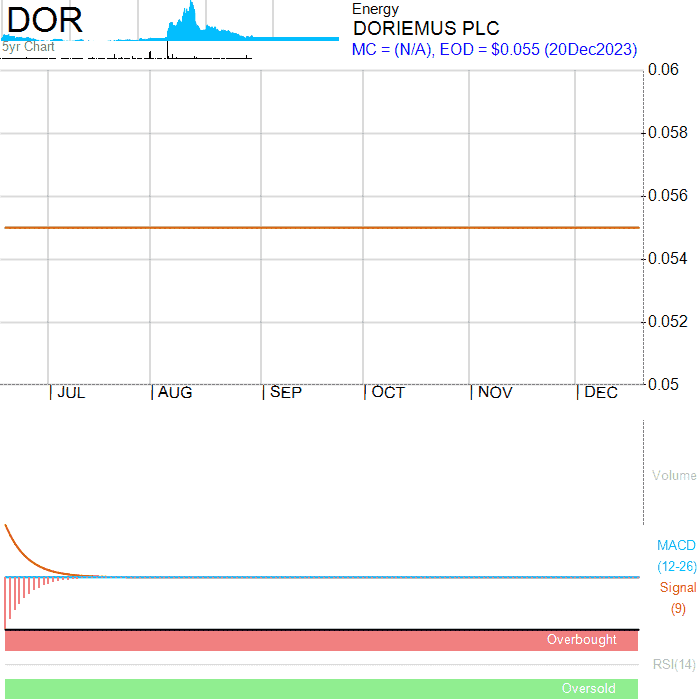 DOR
5yr Chart
Energy
DORIEMUS PLC
MC = (N/A), EOD = $0.055 (20Dec2023)
0.06
0.058
0.056
0.054
0.052
0.05
JUL AUG SEP OCT NOV DEC
Volume
MACD
(12-26)
Signal
(9)
Overbought
RSI(14)
Oversold